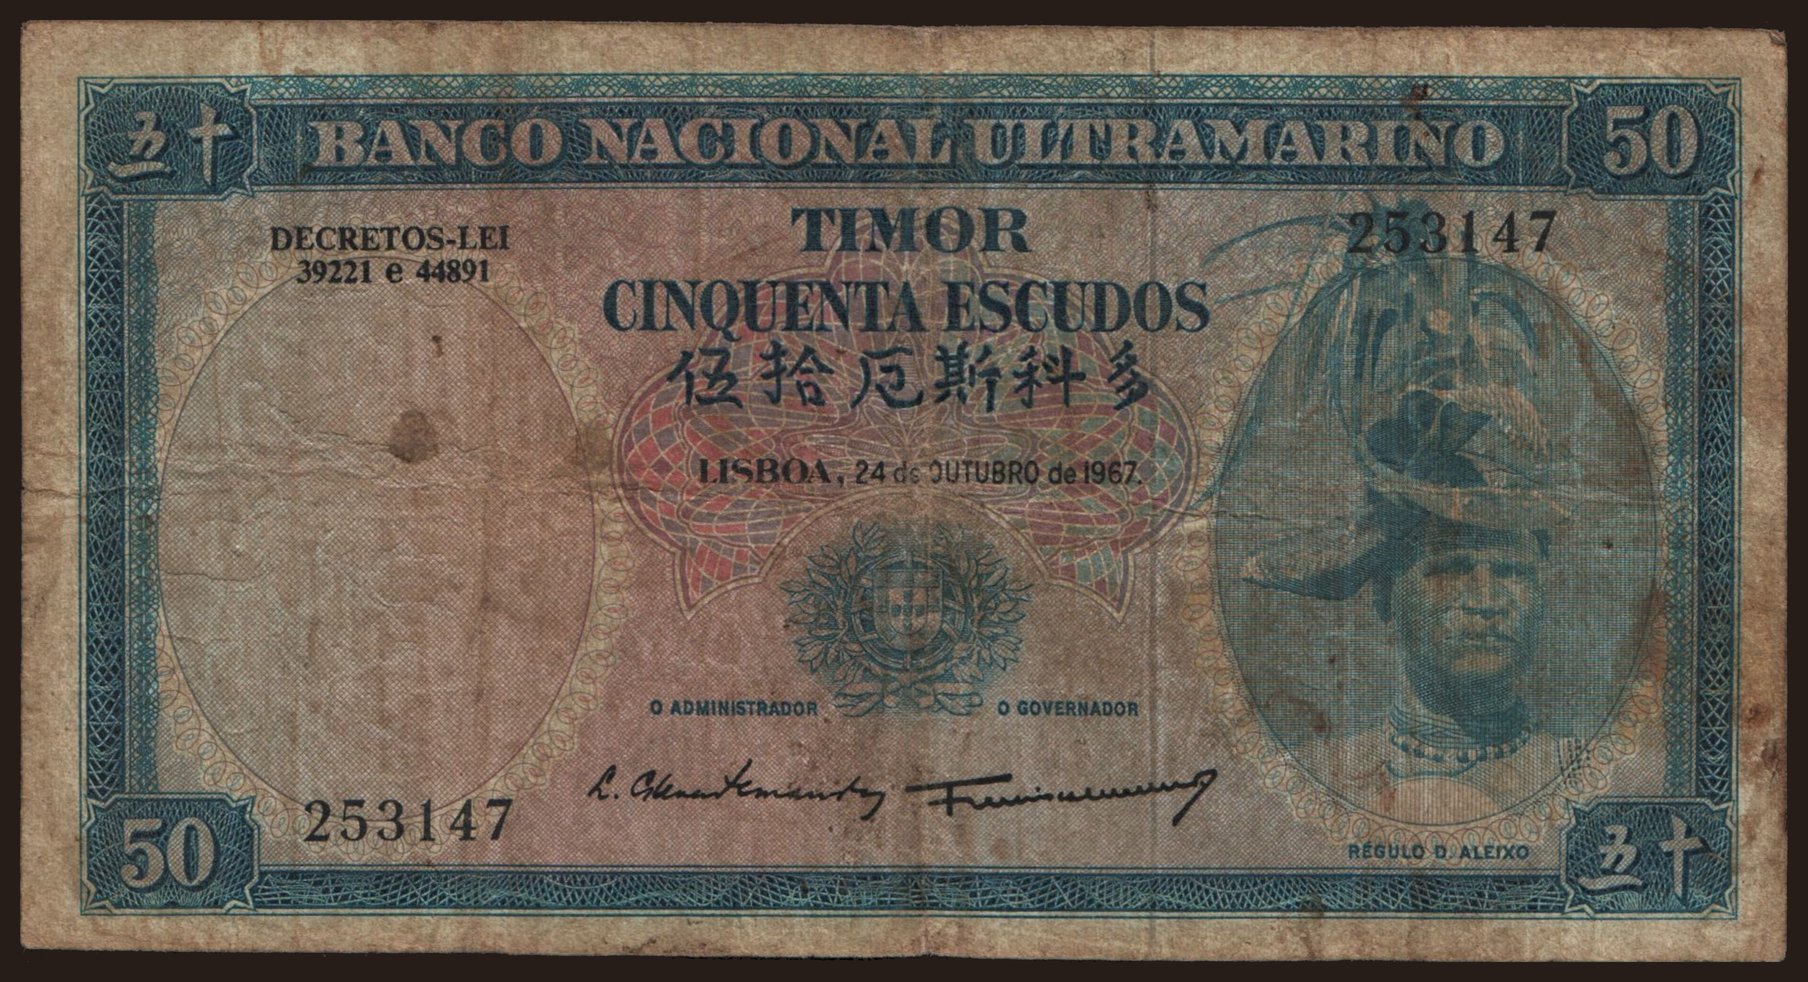 五十 BANCO NACIONAL ULTRAMARINO 50
DECRETOS-LEI
39221 e 44891
TIMOR
253147
CINQUENTA ESCUDOS
伍拾厄斯科多
LISBOA, 24 de OUTUBRO de 1967.
O ADMINISTRADOR O GOVERNADOR
253147
RÉGULO D. ALEIXO
50 五十